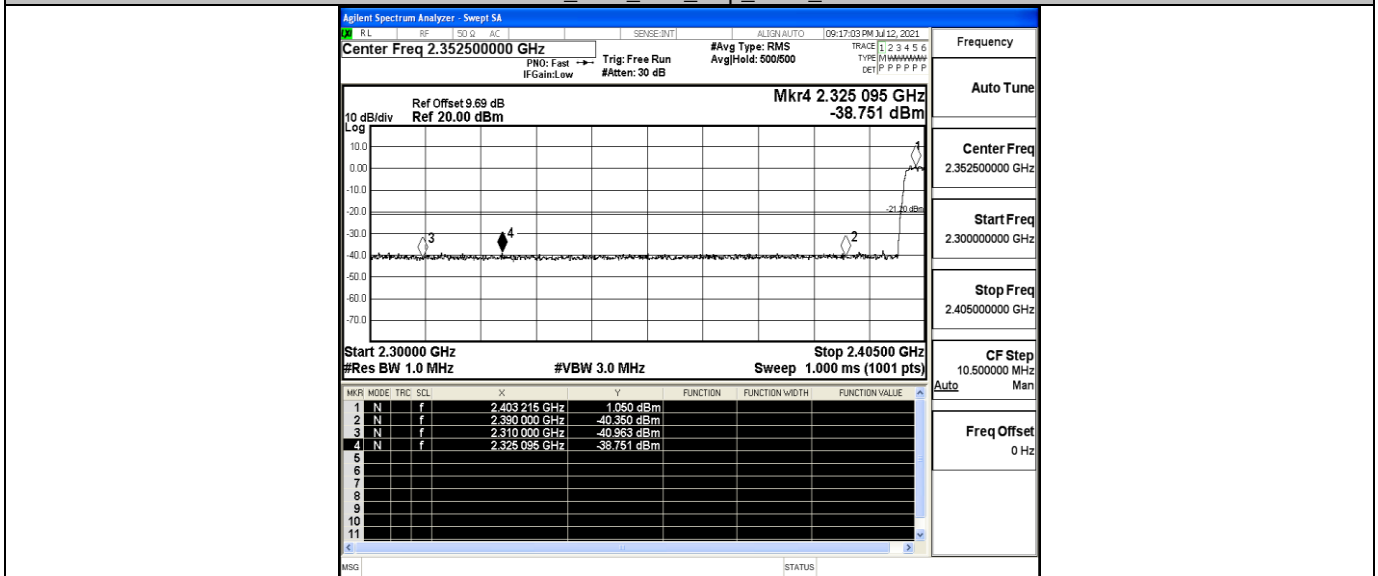 Agilent Spectrum Analyzer - Swept SA
RL RF 50 Ω AC SENSE:INT ALIGN AUTO 09:17:03 PM Jul 12, 2021
Center Freq 2.352500000 GHz
PNO: Fast
IFGain:Low
Trig: Free Run
#Atten: 30 dB
#Avg Type: RMS
Avg|Hold: 500/500
TRACE 1 2 3 4 5 6
TYPE M WWWWW
DET P P P P P P
Frequency
Mkr4 2.325 095 GHz
-38.751 dBm
Ref Offset 9.69 dB
10 dB/div Ref 20.00 dBm
Log
10.0
0.00
-10.0
-20.0
-30.0
-40.0
-50.0
-60.0
-70.0
1
-21.20 dBm
3
4
2
Start 2.30000 GHz Stop 2.40500 GHz
#Res BW 1.0 MHz #VBW 3.0 MHz Sweep 1.000 ms (1001 pts)
MKR MODE TRC SCL X Y FUNCTION FUNCTION WIDTH FUNCTION VALUE
1 N f 2.403 215 GHz 1.050 dBm
2 N f 2.390 000 GHz -40.350 dBm
3 N f 2.310 000 GHz -40.963 dBm
4 N f 2.325 095 GHz -38.751 dBm
5
6
7
8
9
10
11
Auto Tune
Center Freq
2.352500000 GHz
Start Freq
2.300000000 GHz
Stop Freq
2.405000000 GHz
CF Step
10.500000 MHz
Auto Man
Freq Offset
0 Hz
MSG STATUS